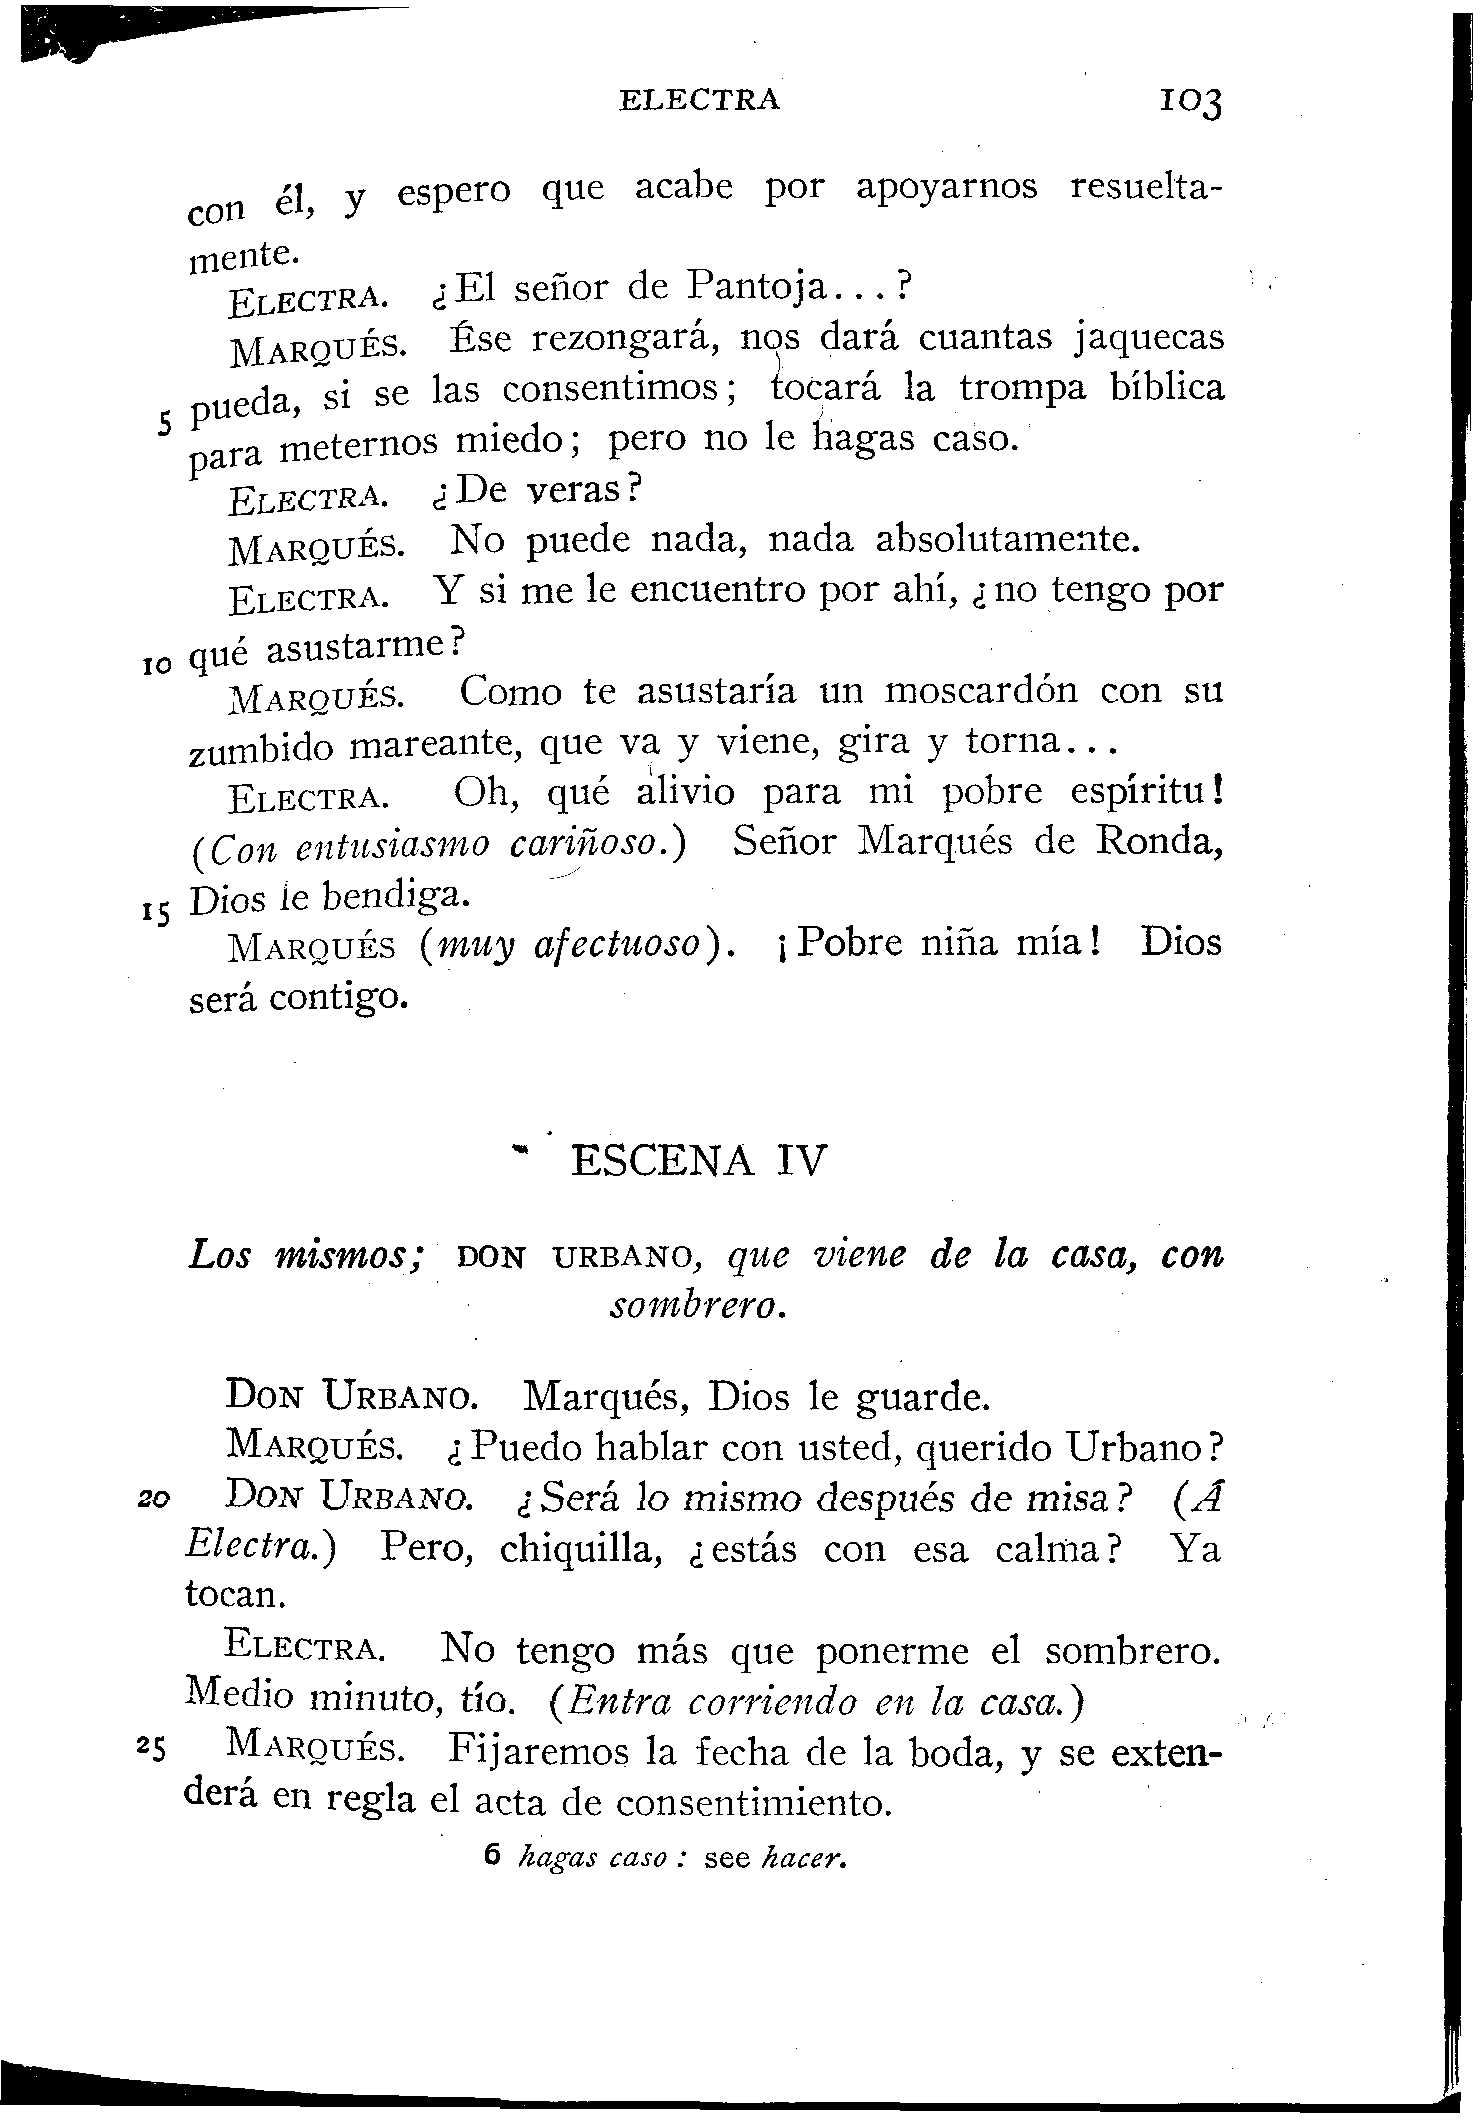 ELECTRA 103
con él, y espero que acabe por apoyarnos resuelta-
mente.
ELECTRA. ¿El señor de Pantoja...?
MARQUÉS. Ése rezongará, nos dará cuantas jaquecas
5 pueda, si se las consentimos; tocará la trompa bíblica
para meternos miedo; pero no le hagas caso.
ELECTRA. ¿De veras?
MARQUÉS. No puede nada, nada absolutamente.
ELECTRA. Y si me le encuentro por ahí, ¿no tengo por
10 qué asustarme?
MARQUÉS. Como te asustaría un moscardón con su
zumbido mareante, que va y viene, gira y torna...
ELECTRA. Oh, qué alivio para mi pobre espíritu!
(Con entusiasmo cariñoso.) Señor Marqués de Ronda,
15 Dios le bendiga.
MARQUÉS (muy afectuoso). ¡Pobre niña mía! Dios
será contigo.
ESCENA IV
Los mismos; DON URBANO, que viene de la casa, con
sombrero.
DON URBANO. Marqués, Dios le guarde.
MARQUÉS. ¿Puedo hablar con usted, querido Urbano?
20 DON URBANO. ¿Será lo mismo después de misa? (Á
Electra.) Pero, chiquilla, ¿estás con esa calma? Ya
tocan.
ELECTRA. No tengo más que ponerme el sombrero.
Medio minuto, tío. (Entra corriendo en la casa.)
25 MARQUÉS. Fijaremos la fecha de la boda, y se exten-
derá en regla el acta de consentimiento.
6 hagas caso: see hacer.